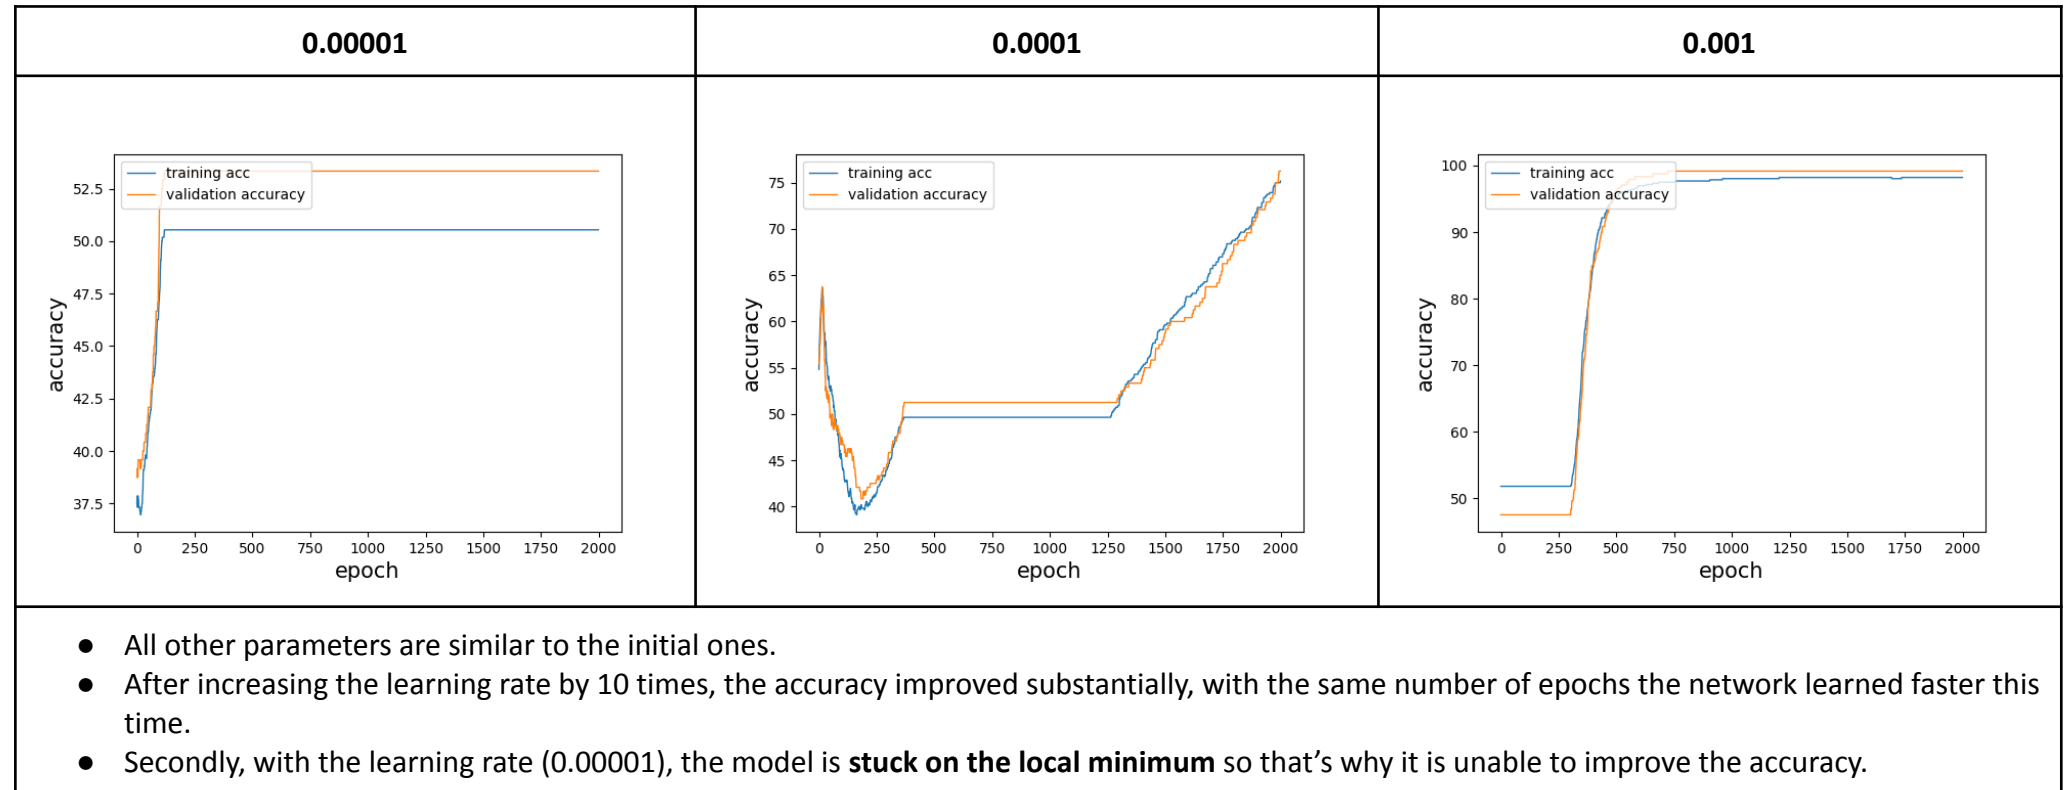 0.00001
0.0001
0.001
training acc
validation accuracy
52.5
50.0
47.5
45.0
42.5
40.0
37.5
accuracy
0 250 500 750 1000 1250 1500 1750 2000
epoch
training acc
validation accuracy
75
70
65
60
55
50
45
40
accuracy
0 250 500 750 1000 1250 1500 1750 2000
epoch
training acc
validation accuracy
100
90
80
70
60
50
accuracy
0 250 500 750 1000 1250 1500 1750 2000
epoch
● All other parameters are similar to the initial ones.
● After increasing the learning rate by 10 times, the accuracy improved substantially, with the same number of epochs the network learned faster this
time.
● Secondly, with the learning rate (0.00001), the model is stuck on the local minimum so that’s why it is unable to improve the accuracy.